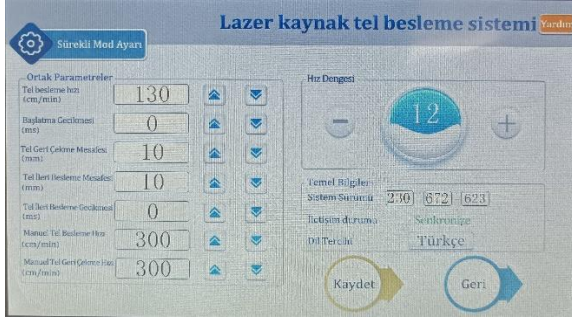 Lazer kaynak tel besleme sistemi
Yardım
Sürekli Mod Ayarı
Ortak Parametreler
Tel besleme hızı
(cm/min)
130
Başlatma Gecikmesi
(ms)
0
Tel Geri Çekme Mesafesi
(mm)
10
Tel İleri Besleme Mesafesi
(mm)
10
Tel İleri Besleme Gecikmesi
(ms)
0
Manuel Tel Besleme Hızı
(cm/min)
300
Manuel Tel Geri Çekme Hızı
(cm/min)
300
Hız Dengesi
12
Temel Bilgiler
Sistem Sürümü 230 672 623
İletişim durumu Senkronize
Dil Tercihi Türkçe
Kaydet
Geri